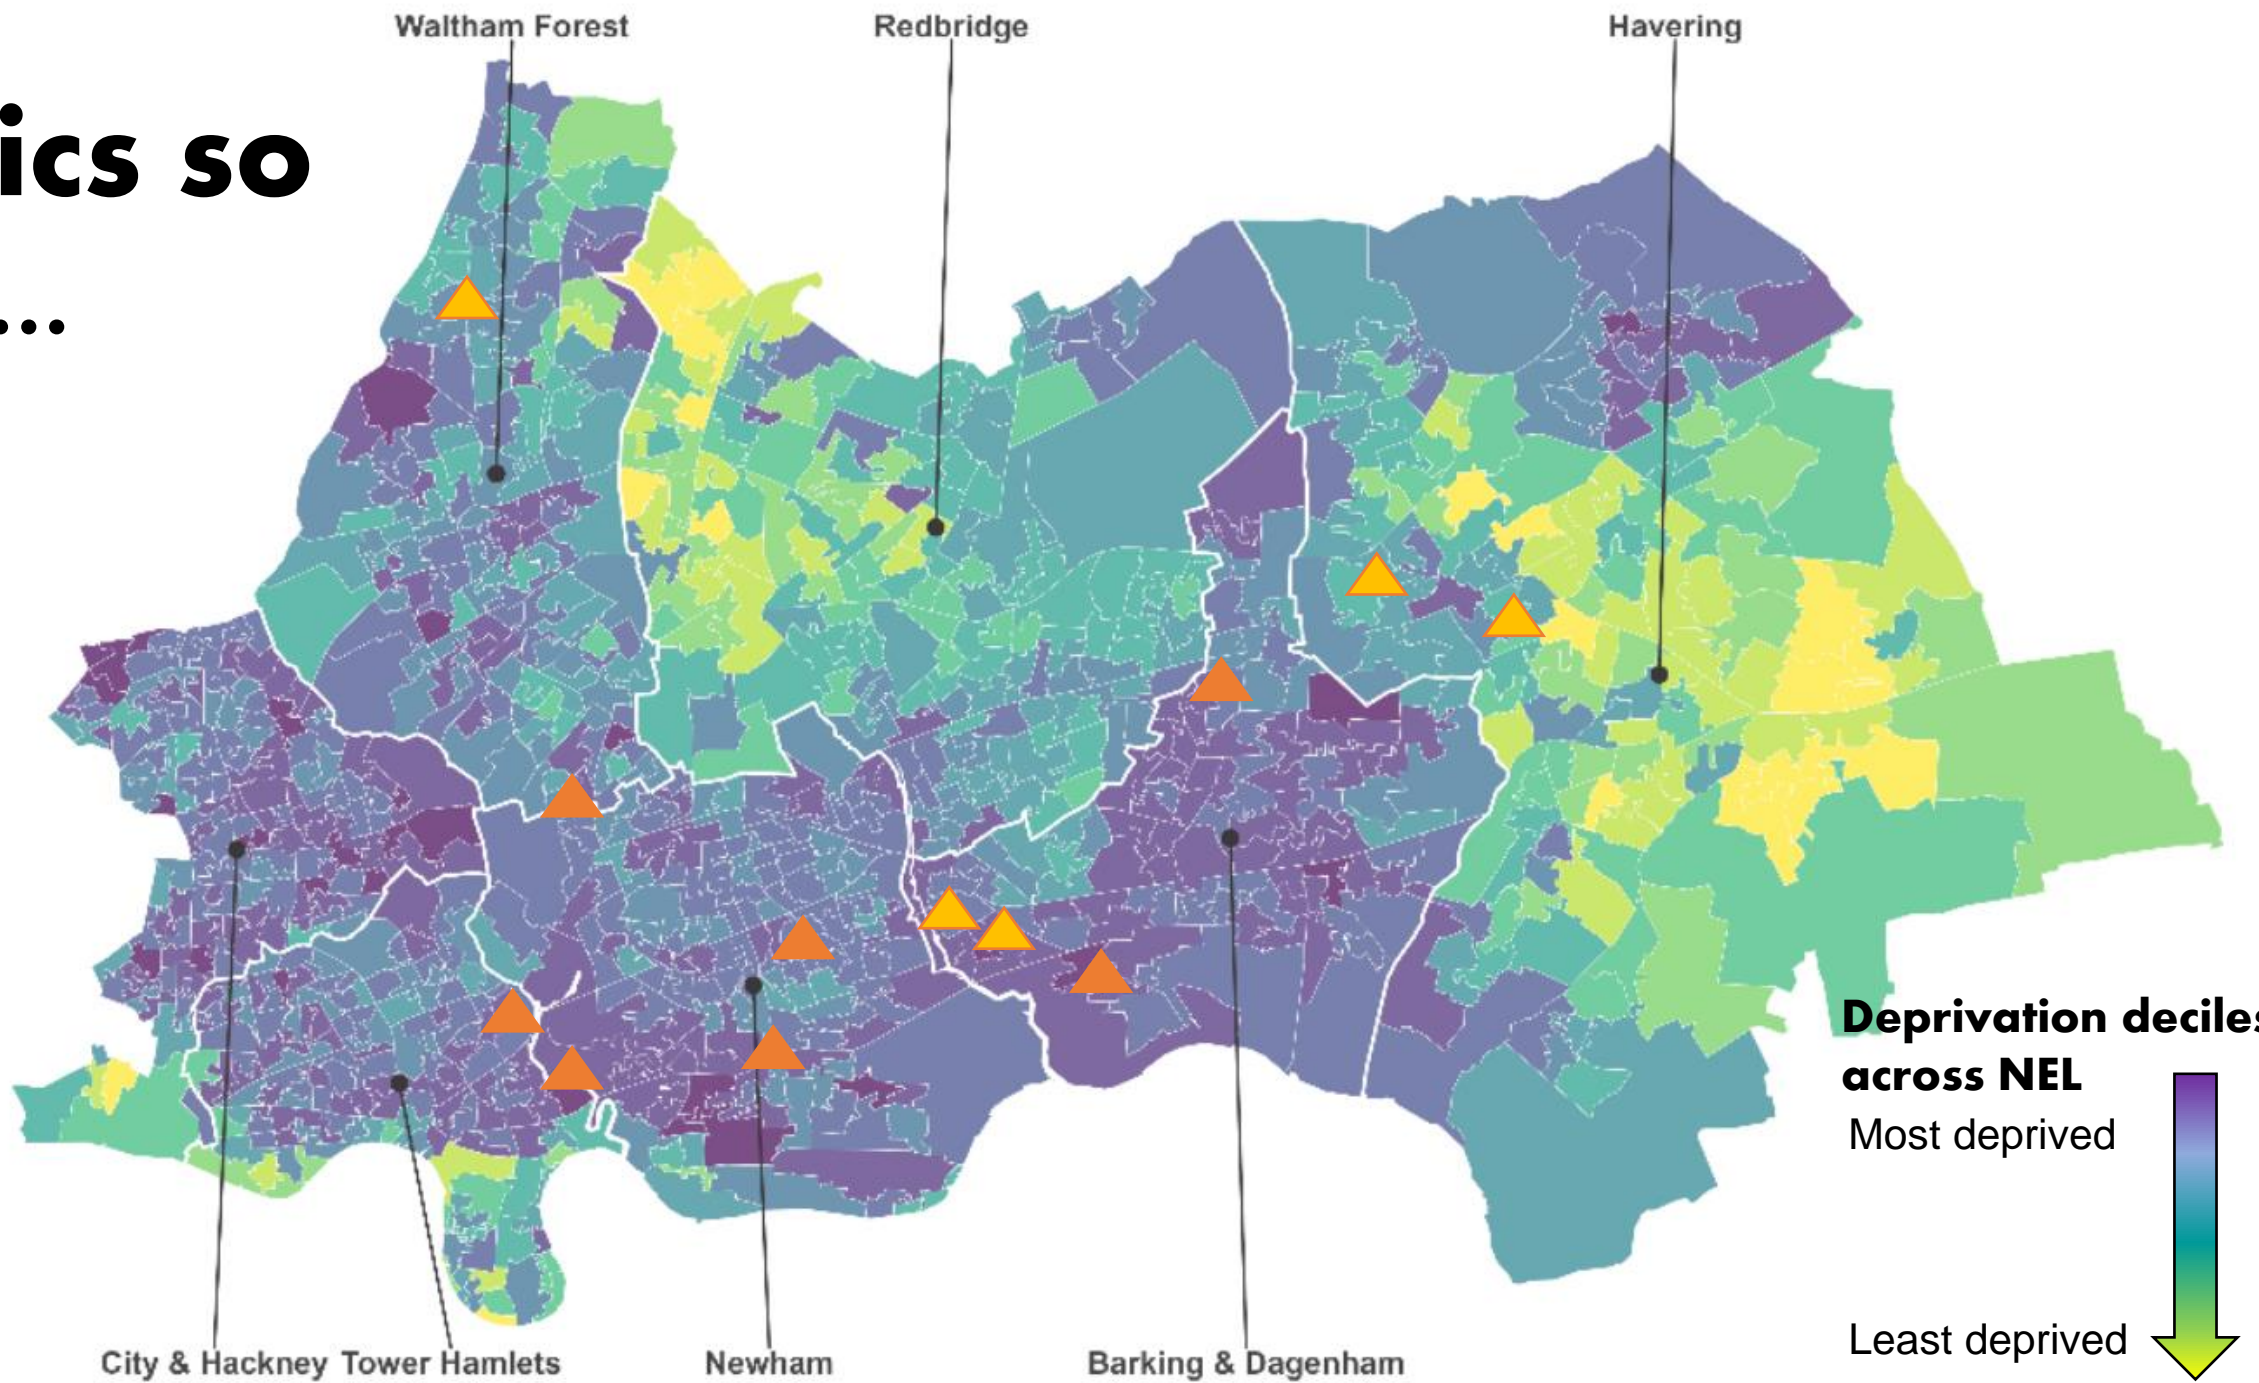 Waltham Forest
Redbridge
Havering
ics so
...
Deprivation deciles
across NEL
Most deprived
Least deprived
City & Hackney
Tower Hamlets
Newham
Barking & Dagenham